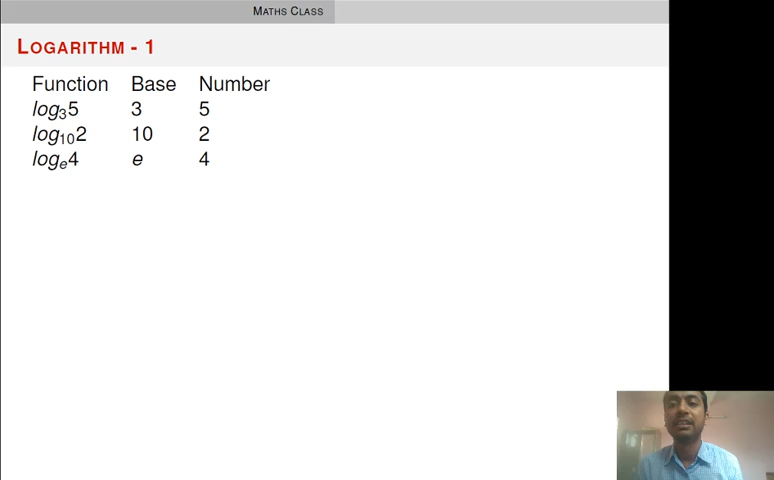 MATHS CLASS
LOGARITHM - 1
Function Base Number
log₃5 3 5
log₁₀2 10 2
logₑ4 e 4